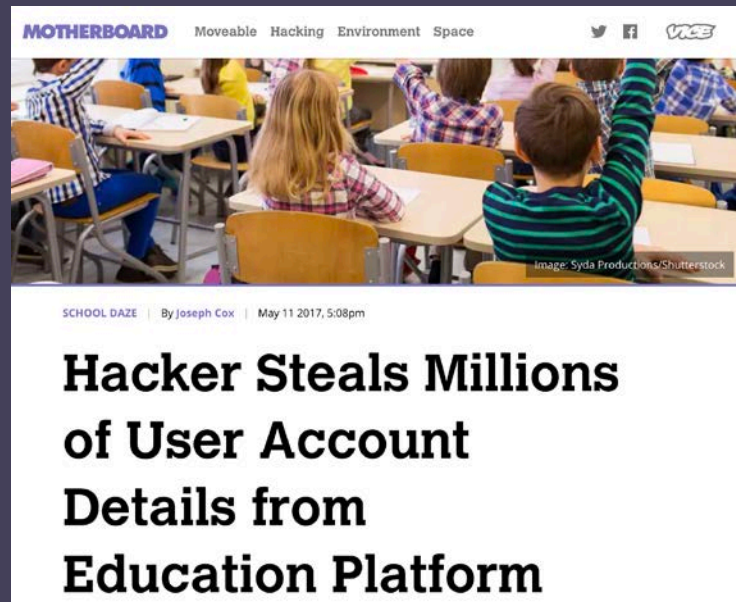 MOTHERBOARD Moveable Hacking Environment Space VICE
Image: Syda Productions/Shutterstock
SCHOOL DAZE | By Joseph Cox | May 11 2017, 5:08pm
Hacker Steals Millions
of User Account
Details from
Education Platform